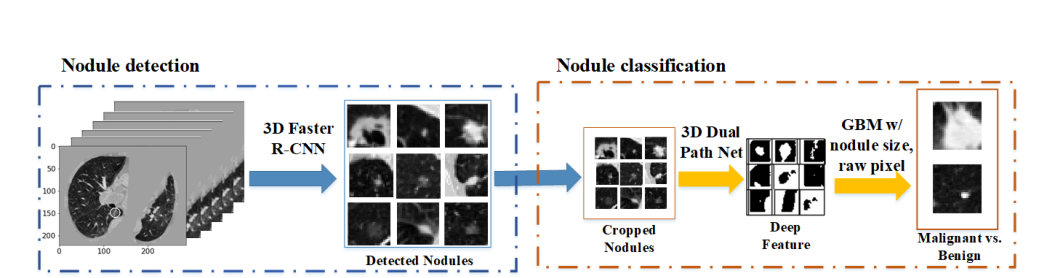 Nodule detection
Nodule classification
3D Faster
R-CNN
0
50
100
150
200
0
100
200
Detected Nodules
Cropped
Nodules
3D Dual
Path Net
Deep
Feature
GBM w/
nodule size,
raw pixel
Malignant vs.
Benign